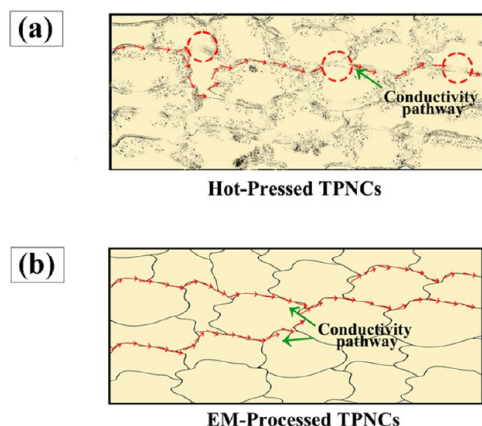 (a)
Conductivity
pathway
Hot-Pressed TPNCs
(b)
Conductivity
pathway
EM-Processed TPNCs